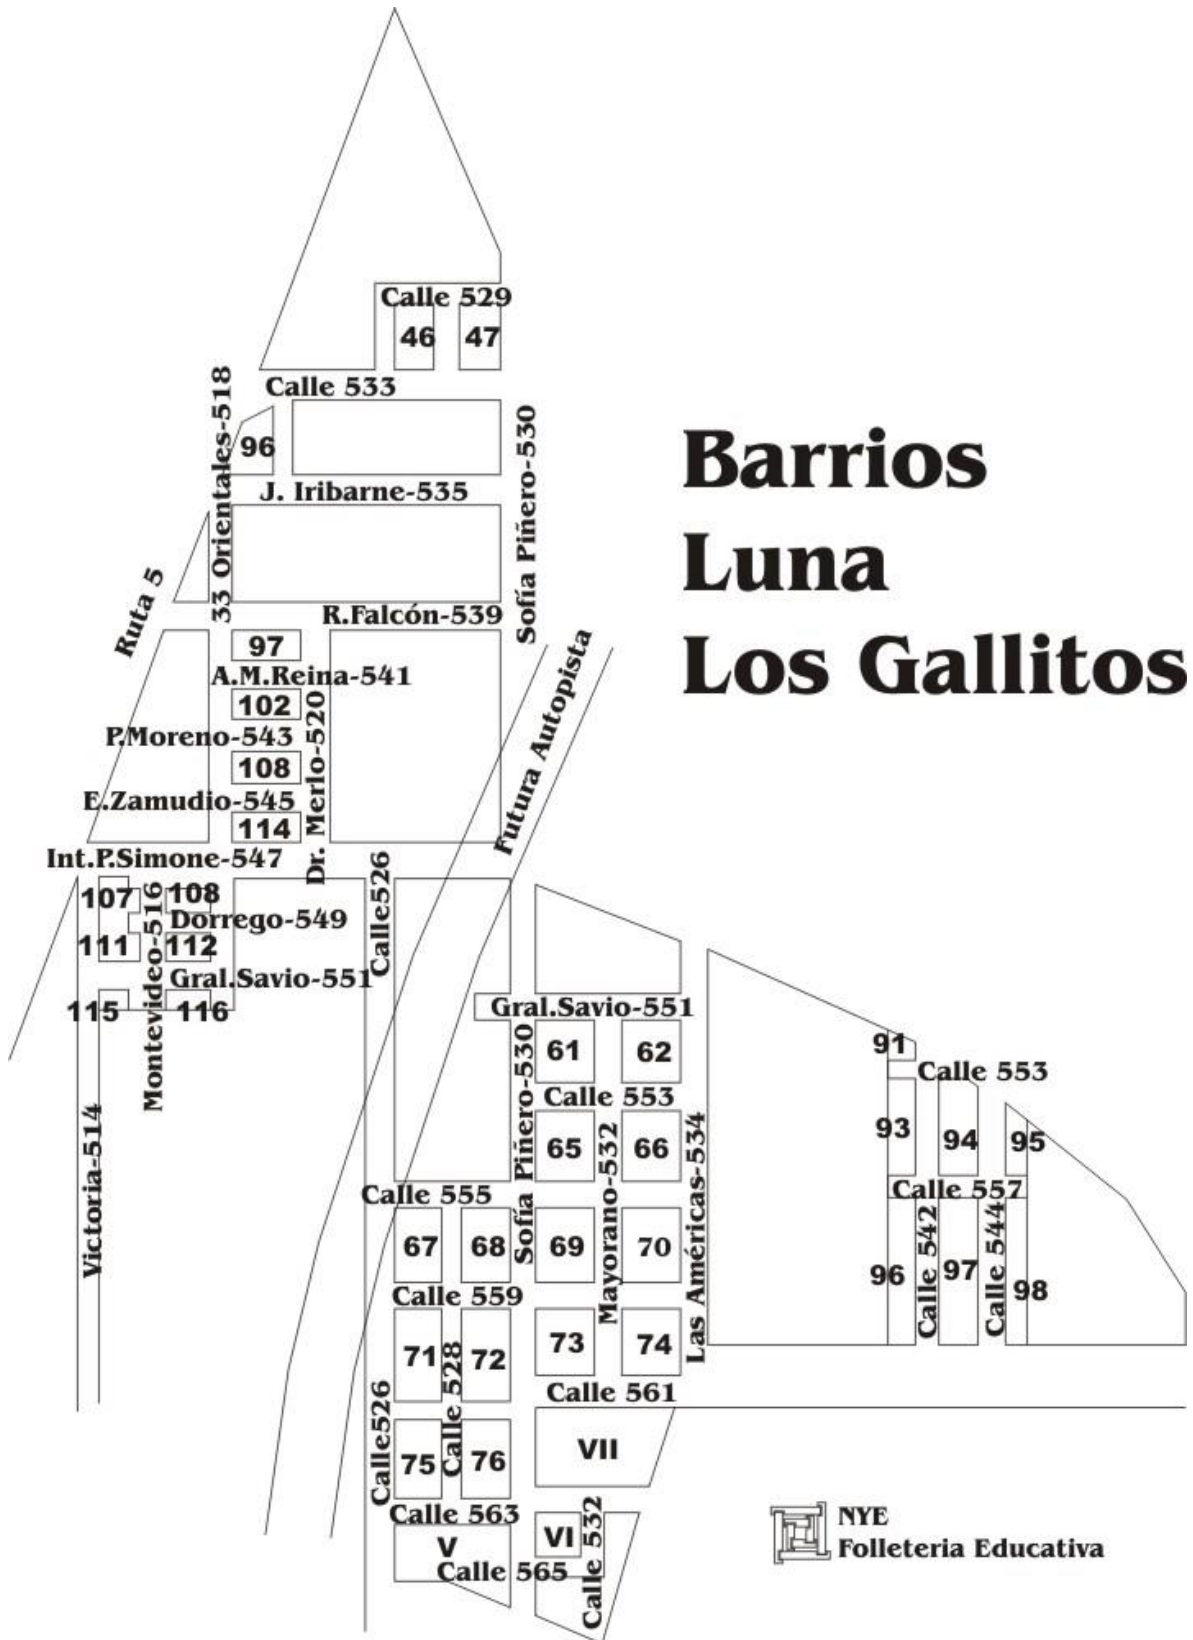 Calle 529
46
47
Calle 533
33 Orientales-518
96
Sofía Piñero-530
Barrios
Luna
Los Gallitos
J. Iribarne-535
Ruta 5
R.Falcón-539
97
A.M.Reina-541
102
P.Moreno-543
Dr. Merlo-520
108
Futura Autopista
E.Zamudio-545
114
Int.P.Simone-547
107
Montevideo-516
108
Dorrego-549
Calle526
111
112
Gral.Savio-551
115
116
Victoria-514
Gral.Savio-551
61
62
Sofía Piñero-530
Calle 553
65
66
Mayorano-532
Las Américas-534
91
Calle 553
93
94
95
Calle 557
96
Calle 542
97
Calle 544
98
Calle 555
67
68
69
70
Calle 559
71
Calle 528
72
73
74
Calle 561
Calle526
75
76
VII
Calle 563
V
VI
Calle 532
Calle 565
NYE
Folleteria Educativa